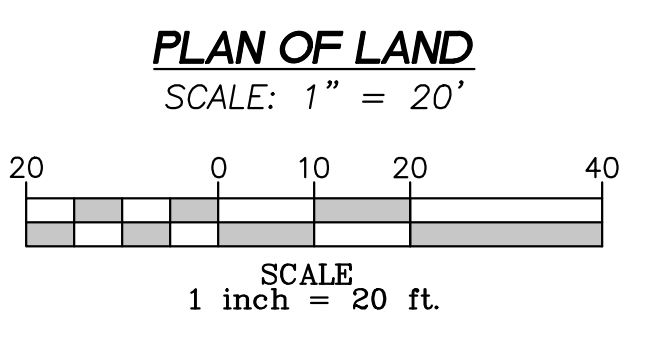 PLAN OF LAND
SCALE: 1" = 20'
20 0 10 20 40
SCALE
1 inch = 20 ft.